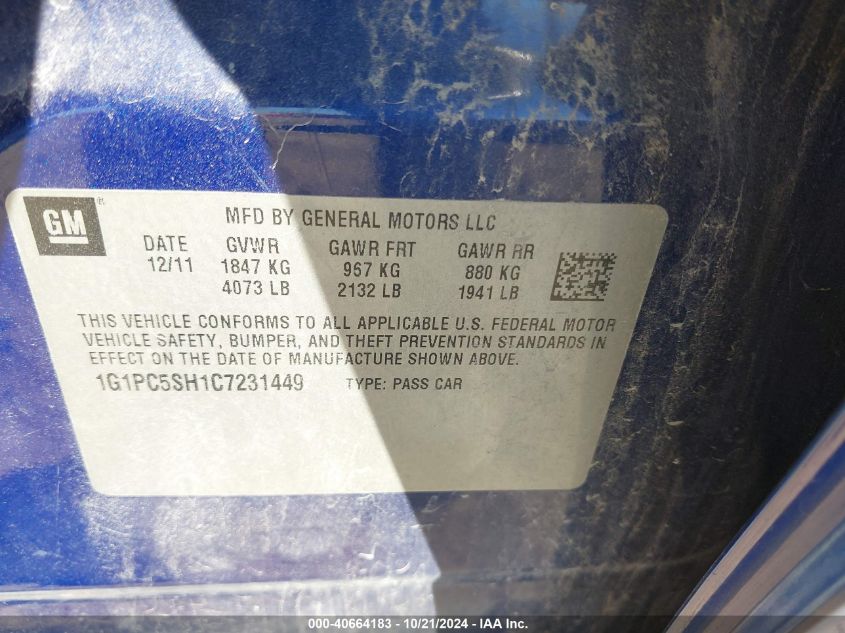 GM ®
MFD BY GENERAL MOTORS LLC
DATE GVWR GAWR FRT GAWR RR
12/11 1847 KG 967 KG 880 KG
4073 LB 2132 LB 1941 LB
THIS VEHICLE CONFORMS TO ALL APPLICABLE U.S. FEDERAL MOTOR
VEHICLE SAFETY, BUMPER, AND THEFT PREVENTION STANDARDS IN
EFFECT ON THE DATE OF MANUFACTURE SHOWN ABOVE.
1G1PC5SH1C7231449 TYPE: PASS CAR
000-40664183 - 10/21/2024 - IAA Inc.